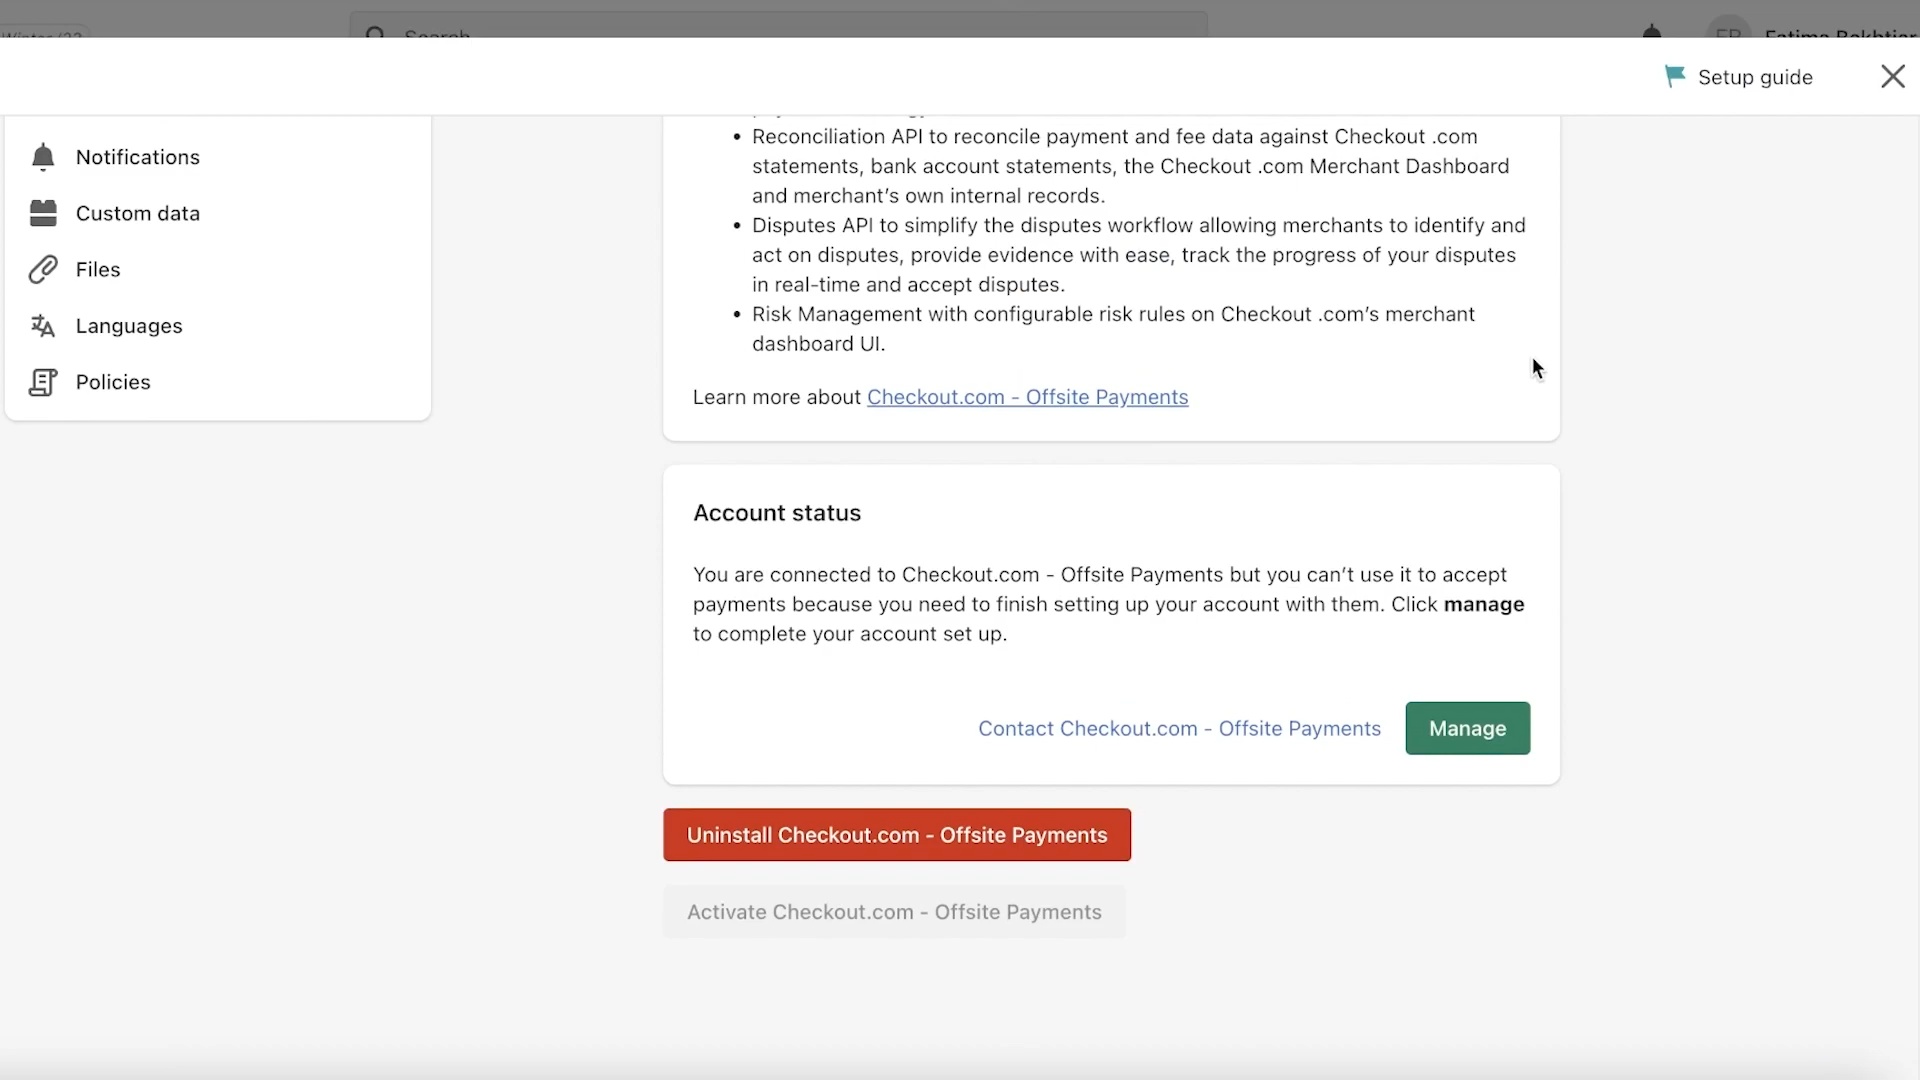 Setup guide
Notifications
Custom data
Files
Languages
Policies
• Reconciliation API to reconcile payment and fee data against Checkout .com
statements, bank account statements, the Checkout .com Merchant Dashboard
and merchant's own internal records.
• Disputes API to simplify the disputes workflow allowing merchants to identify and
act on disputes, provide evidence with ease, track the progress of your disputes
in real-time and accept disputes.
• Risk Management with configurable risk rules on Checkout .com's merchant
dashboard UI.
Learn more about Checkout.com - Offsite Payments
Account status
You are connected to Checkout.com - Offsite Payments but you can't use it to accept
payments because you need to finish setting up your account with them. Click manage
to complete your account set up.
Contact Checkout.com - Offsite Payments
Manage
Uninstall Checkout.com - Offsite Payments
Activate Checkout.com - Offsite Payments